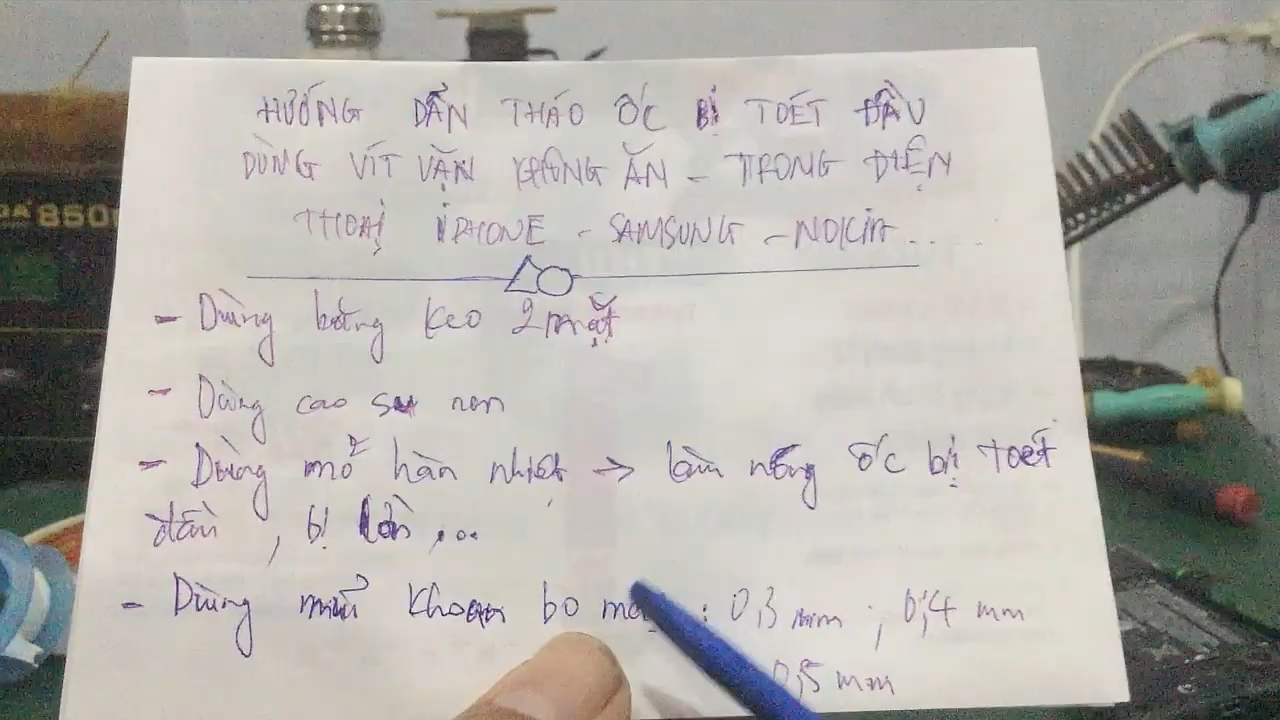 HƯỚNG DẪN THÁO ỐC BỊ TOÉT ĐẦU
DÙNG VÍT VẶN KHÔNG ĂN - TRONG ĐIỆN
THOẠI IPHONE - SAMSUNG - NOKIA.....
- Dùng băng keo 2 mặt
- Dùng cao su non
- Dùng mỏ hàn nhiệt → làm nóng ốc bị toét
đầu, bị lờn,...
- Dùng mũi khoan bo mạ : 0,3 mm ; 0,4 mm
0,5 mm
850